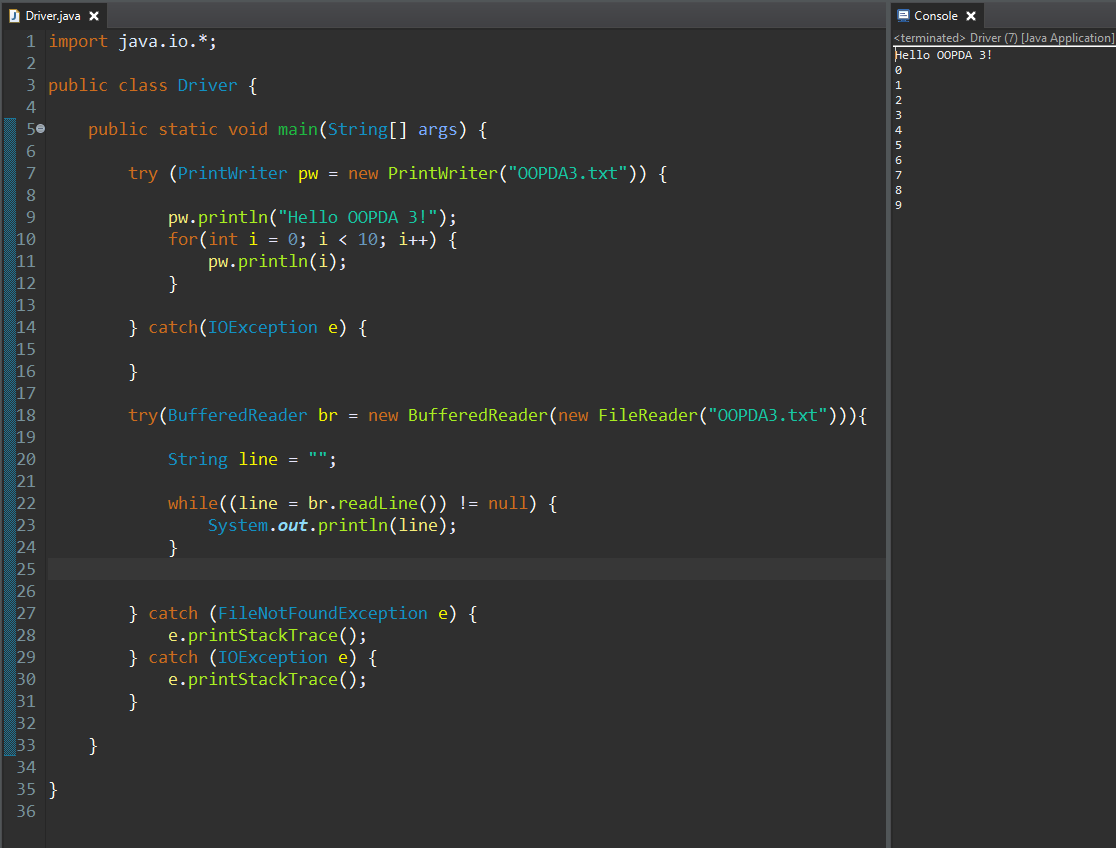 Driver.java
1 import java.io.*;
2
3 public class Driver {
4
5     public static void main(String[] args) {
6
7         try (PrintWriter pw = new PrintWriter("OOPDA3.txt")) {
8
9             pw.println("Hello OOPDA 3!");
10             for(int i = 0; i < 10; i++) {
11                 pw.println(i);
12             }
13
14         } catch(IOException e) {
15
16         }
17
18         try(BufferedReader br = new BufferedReader(new FileReader("OOPDA3.txt"))){
19
20             String line = "";
21
22             while((line = br.readLine()) != null) {
23                 System.out.println(line);
24             }
25
26
27         } catch (FileNotFoundException e) {
28             e.printStackTrace();
29         } catch (IOException e) {
30             e.printStackTrace();
31         }
32
33     }
34
35 }
36
Console
<terminated> Driver (7) [Java Application]
Hello OOPDA 3!
0
1
2
3
4
5
6
7
8
9